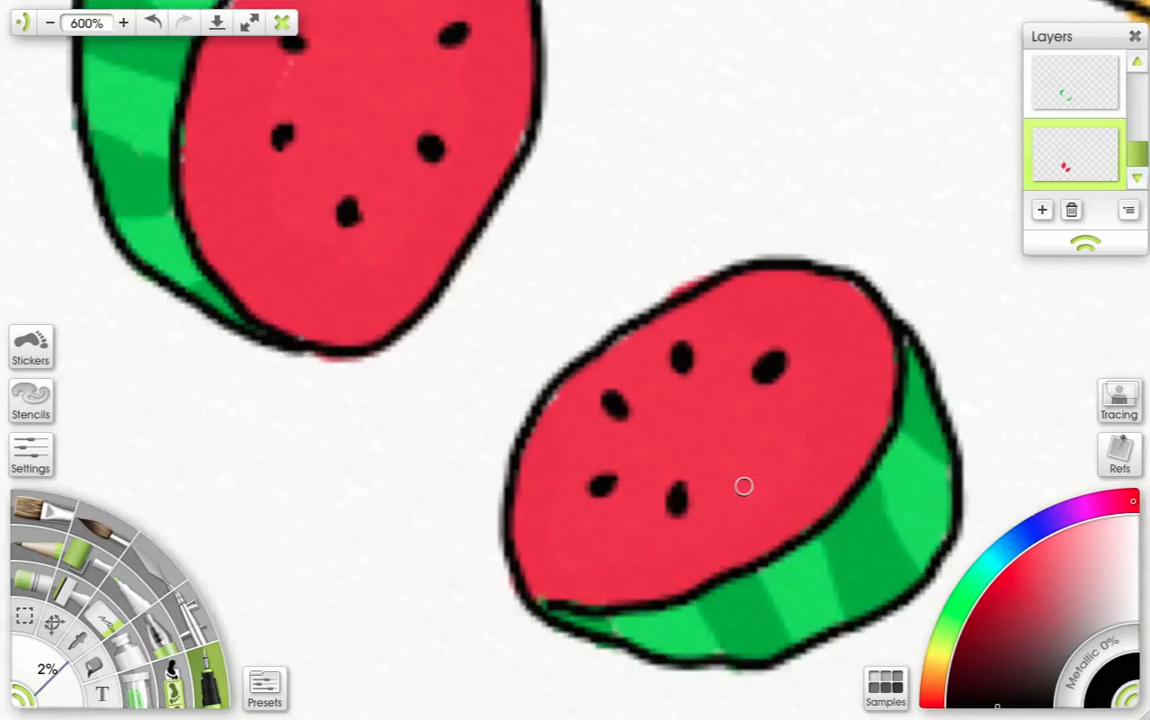 600%
Layers
Stickers
Stencils
Settings
Tracing
Refs
2%
T
Presets
Samples
Metallic 0%